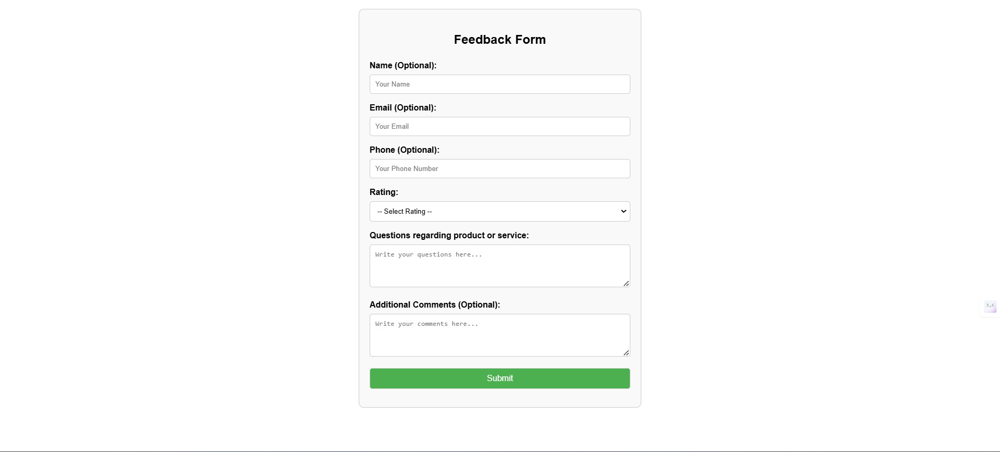 Feedback Form
Name (Optional):
Your Name
Email (Optional):
Your Email
Phone (Optional):
Your Phone Number
Rating:
-- Select Rating --
Questions regarding product or service:
Write your questions here...
Additional Comments (Optional):
Write your comments here...
Submit